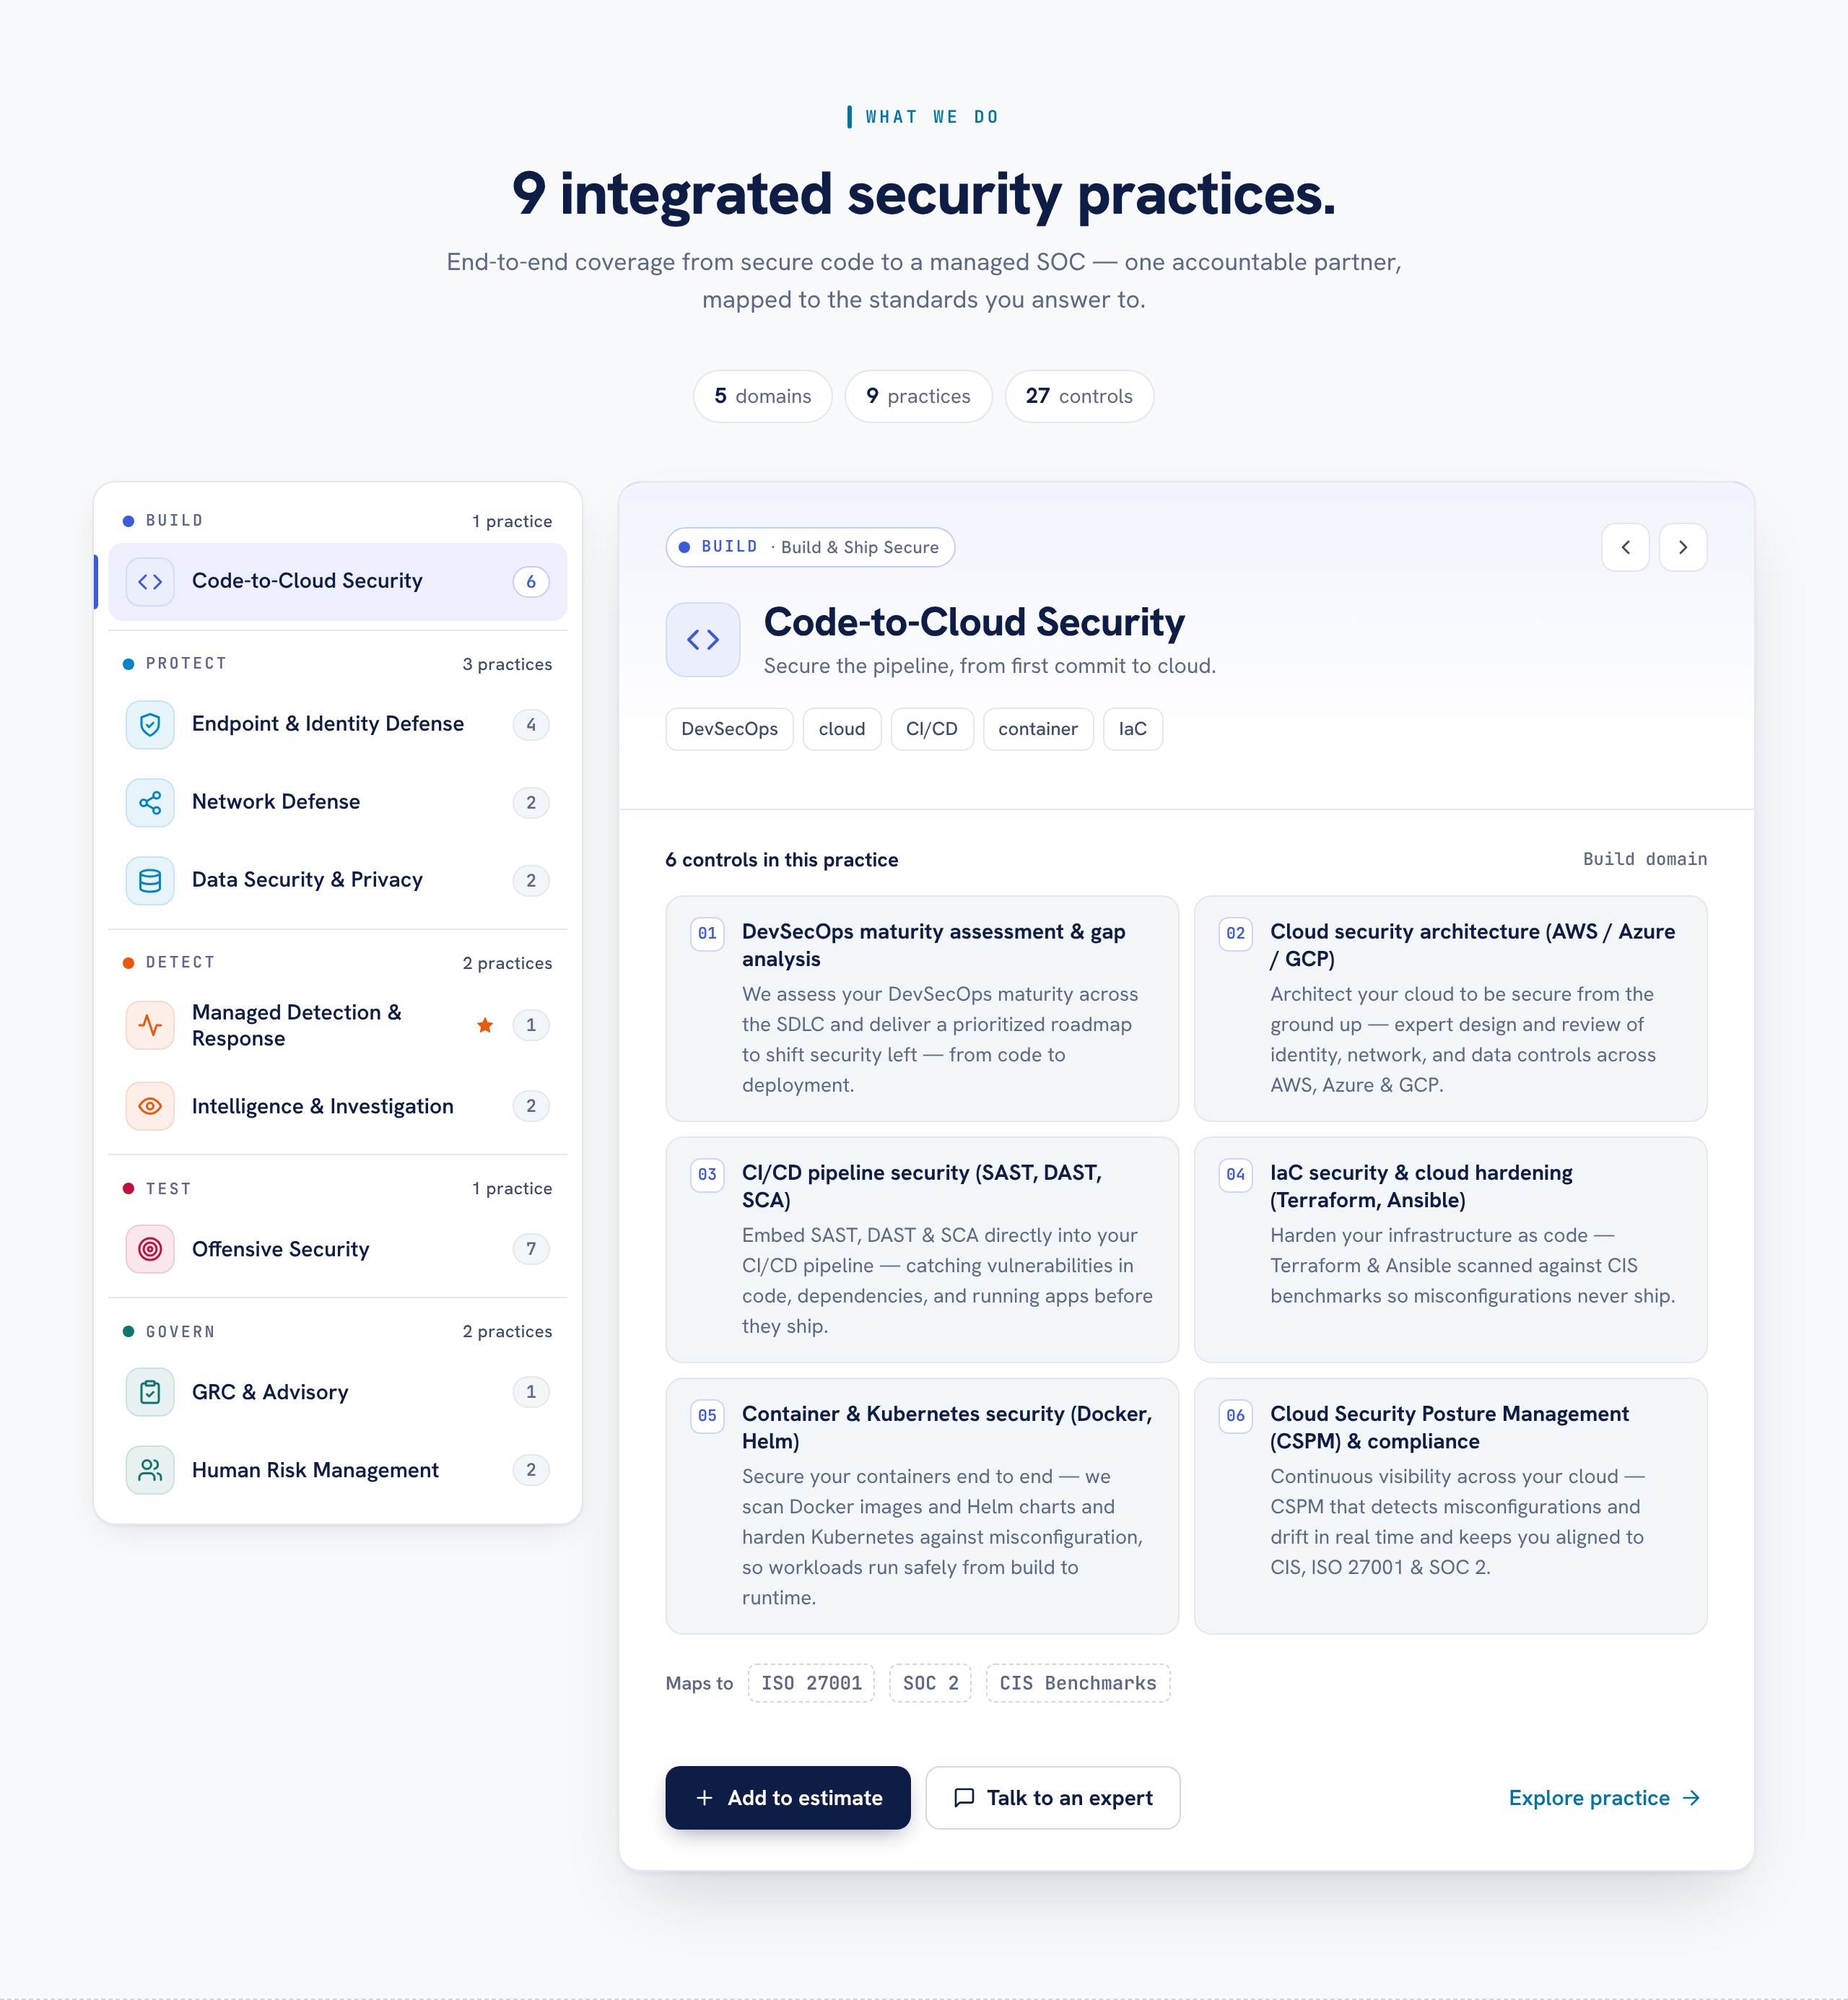 WHAT WE DO
9 integrated security practices.
End-to-end coverage from secure code to a managed SOC — one accountable partner,
mapped to the standards you answer to.
5 domains
9 practices
27 controls
BUILD
1 practice
Code-to-Cloud Security
6
PROTECT
3 practices
Endpoint & Identity Defense
4
Network Defense
2
Data Security & Privacy
2
DETECT
2 practices
Managed Detection &
Response
1
Intelligence & Investigation
2
TEST
1 practice
Offensive Security
7
GOVERN
2 practices
GRC & Advisory
1
Human Risk Management
2
BUILD · Build & Ship Secure
Code-to-Cloud Security
Secure the pipeline, from first commit to cloud.
DevSecOps
cloud
CI/CD
container
IaC
6 controls in this practice
Build domain
01
DevSecOps maturity assessment & gap
analysis
We assess your DevSecOps maturity across
the SDLC and deliver a prioritized roadmap
to shift security left — from code to
deployment.
02
Cloud security architecture (AWS / Azure
/ GCP)
Architect your cloud to be secure from the
ground up — expert design and review of
identity, network, and data controls across
AWS, Azure & GCP.
03
CI/CD pipeline security (SAST, DAST,
SCA)
Embed SAST, DAST & SCA directly into your
CI/CD pipeline — catching vulnerabilities in
code, dependencies, and running apps before
they ship.
04
IaC security & cloud hardening
(Terraform, Ansible)
Harden your infrastructure as code —
Terraform & Ansible scanned against CIS
benchmarks so misconfigurations never ship.
05
Container & Kubernetes security (Docker,
Helm)
Secure your containers end to end — we
scan Docker images and Helm charts and
harden Kubernetes against misconfiguration,
so workloads run safely from build to
runtime.
06
Cloud Security Posture Management
(CSPM) & compliance
Continuous visibility across your cloud —
CSPM that detects misconfigurations and
drift in real time and keeps you aligned to
CIS, ISO 27001 & SOC 2.
Maps to
ISO 27001
SOC 2
CIS Benchmarks
Add to estimate
Talk to an expert
Explore practice